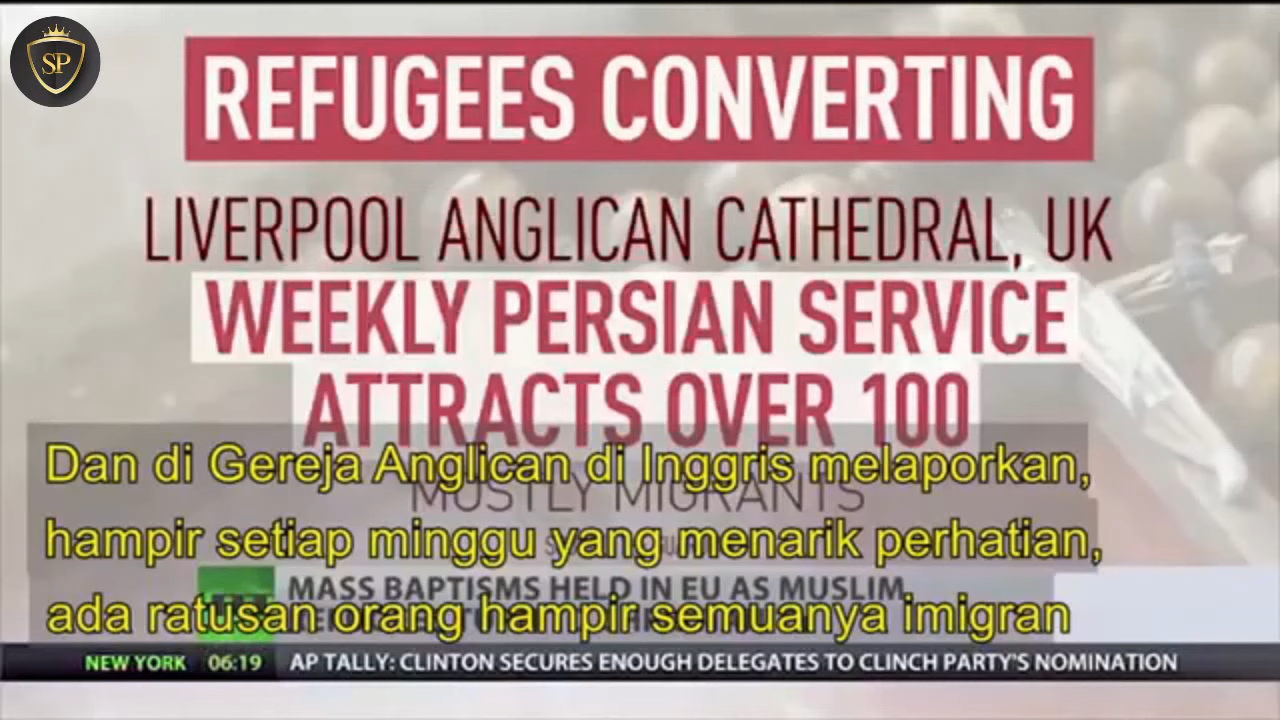 SP
REFUGEES CONVERTING
LIVERPOOL ANGLICAN CATHEDRAL, UK
WEEKLY PERSIAN SERVICE
ATTRACTS OVER 100
MOSTLY MIGRANTS
Dan di Gereja Anglican di Inggris melaporkan,
hampir setiap minggu yang menarik perhatian,
ada ratusan orang hampir semuanya imigran
MASS BAPTISMS HELD IN EU AS MUSLIM
NEW YORK 06:19 AP TALLY: CLINTON SECURES ENOUGH DELEGATES TO CLINCH PARTY'S NOMINATION